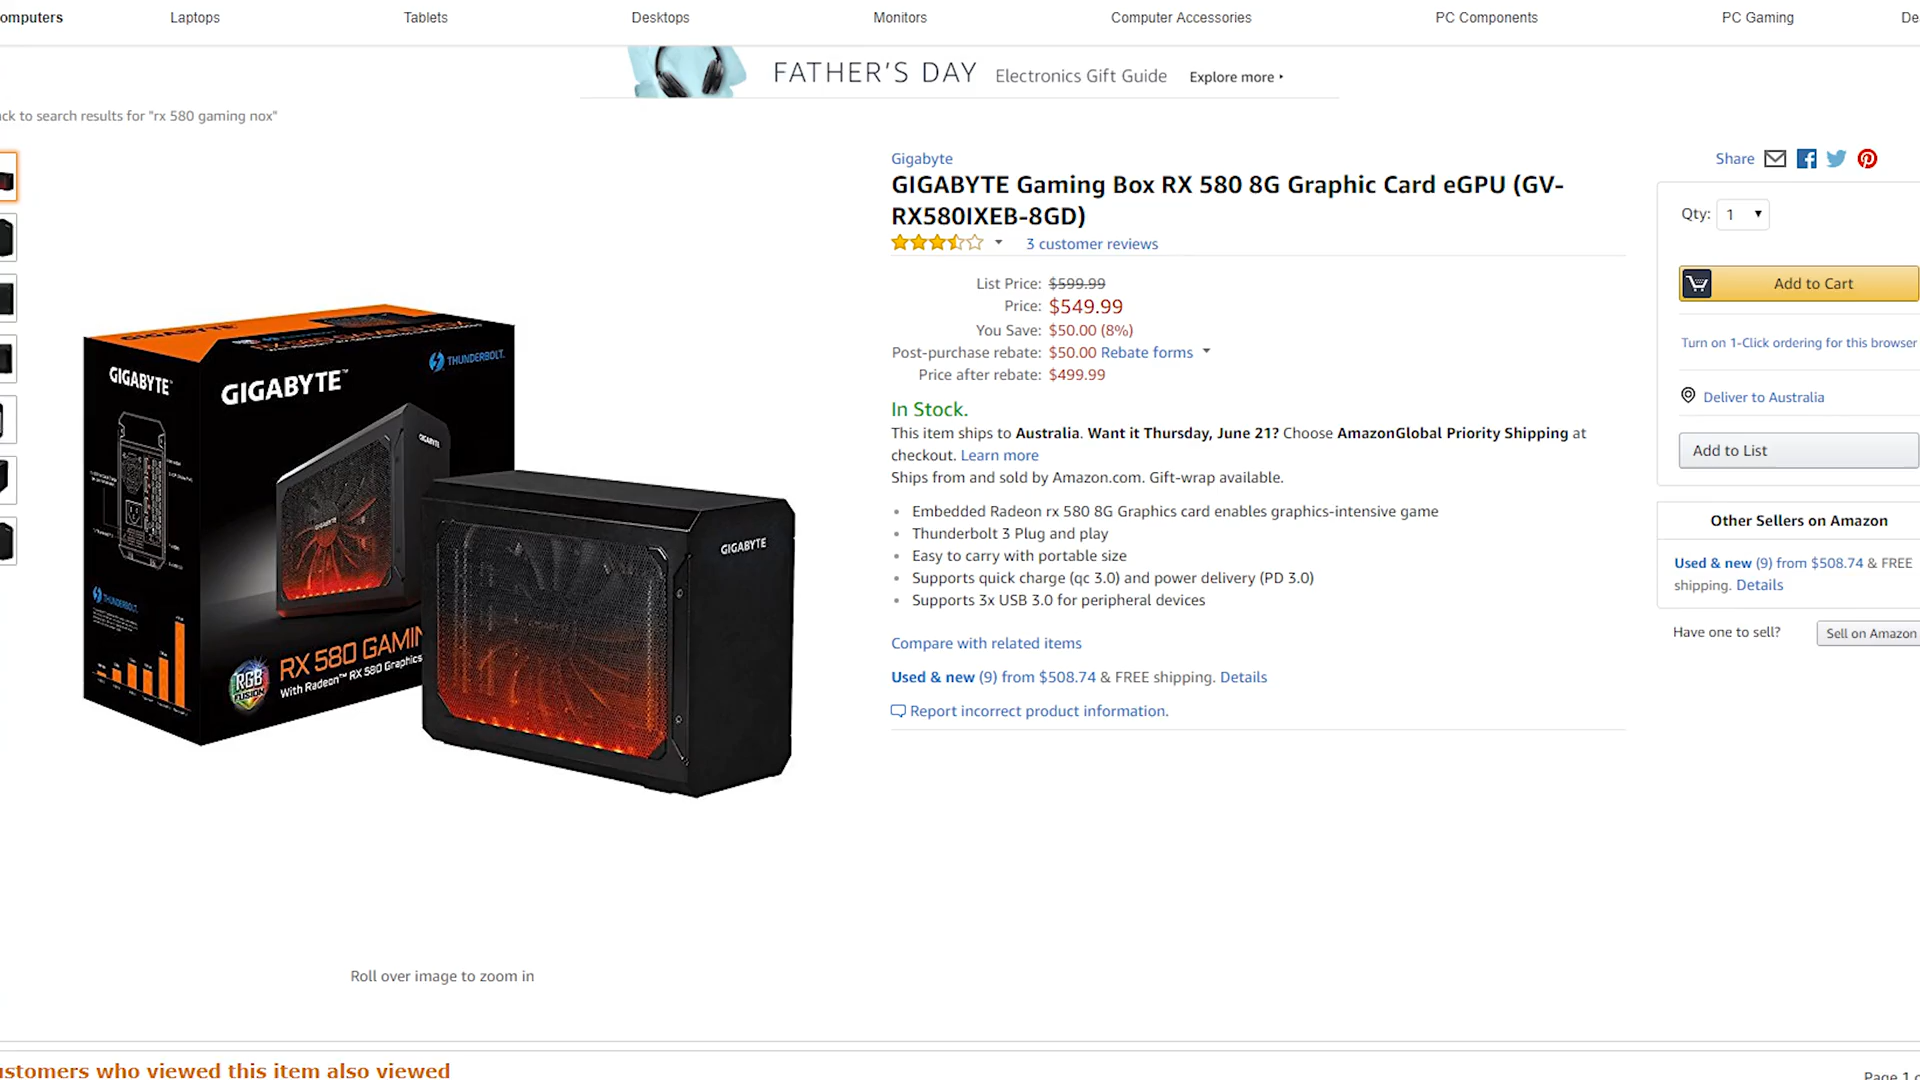 omputers Laptops Tablets Desktops Monitors Computer Accessories PC Components PC Gaming De
FATHER'S DAY Electronics Gift Guide Explore more
ck to search results for "rx 580 gaming nox"
Gigabyte
GIGABYTE Gaming Box RX 580 8G Graphic Card eGPU (GV-
RX580IXEB-8GD)
3 customer reviews
List Price: $599.99
Price: $549.99
You Save: $50.00 (8%)
Post-purchase rebate: $50.00 Rebate forms
Price after rebate: $499.99
In Stock.
This item ships to Australia. Want it Thursday, June 21? Choose AmazonGlobal Priority Shipping at
checkout. Learn more
Ships from and sold by Amazon.com. Gift-wrap available.
Embedded Radeon rx 580 8G Graphics card enables graphics-intensive game
Thunderbolt 3 Plug and play
Easy to carry with portable size
Supports quick charge (qc 3.0) and power delivery (PD 3.0)
Supports 3x USB 3.0 for peripheral devices
Compare with related items
Used & new (9) from $508.74 & FREE shipping. Details
Report incorrect product information.
Share
Qty: 1
Add to Cart
Turn on 1-Click ordering for this browser
Deliver to Australia
Add to List
Other Sellers on Amazon
Used & new (9) from $508.74 & FREE
shipping. Details
Have one to sell? Sell on Amazon
GIGABYTE
GIGABYTE™
THUNDERBOLT.
GIGABYTE
GIGABYTE
THUNDERBOLT.
RGB
FUSION
RX 580 GAMIN
With Radeon™ RX 580 Graphics
Roll over image to zoom in
ustomers who viewed this item also viewed
Page 1